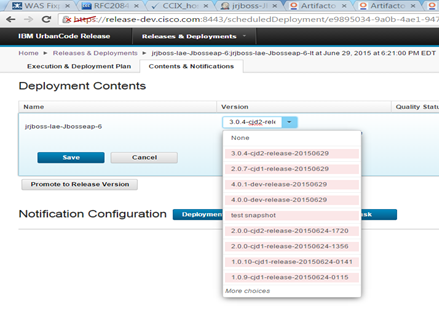 WAS Fix
RFC208
CCIX_ho
jrjboss
Artifact
Artifacto
Artifacto
https://release-dev.cisco.com:8443/scheduledDeployment/e9895034-9a0b-4ae1-947
IBM UrbanCode Release Releases & Deployments
Home Releases & Deployments jrjboss-lae-Jbosseap-6:jrjboss-lae-Jbosseap-6-lt at June 29, 2015 at 6:21:00 PM EDT
Execution & Deployment Plan Contents & Notifications
Deployment Contents
Name Version Quality Statu
jrjboss-lae-Jbosseap-6 3.0.4-cjd2-rele
None
Save Cancel
3.0.4-cjd2-release-20150629
2.0.7-cjd1-release-20150629
Promote to Release Version
4.0.1-dev-release-20150629
4.0.0-dev-release-20150629
Notification Configuration Deploymen sk
test snapshot
2.0.0-cjd2-release-20150624-1720
2.0.0-cjd1-release-20150624-1356
1.0.10-cjd1-release-20150624-0141
1.0.9-cjd1-release-20150624-0115
More choices